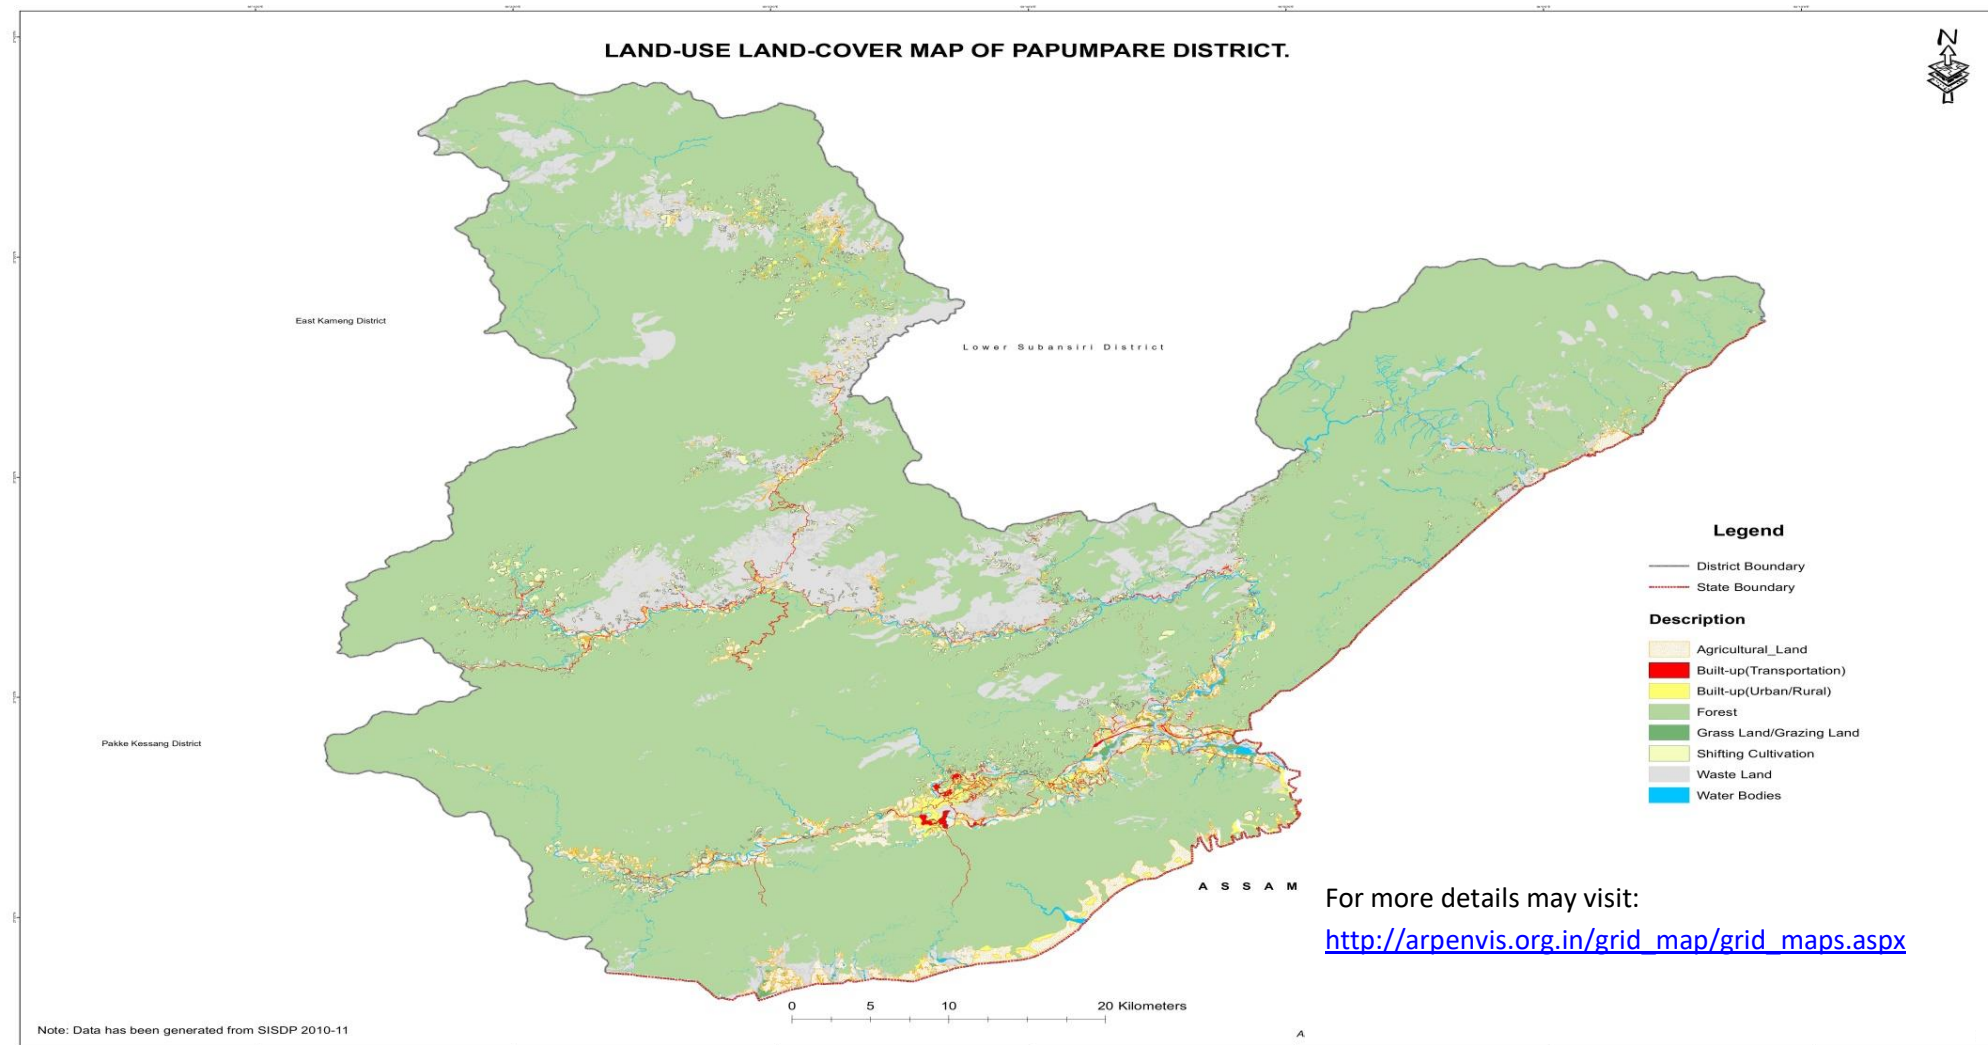 LAND-USE LAND-COVER MAP OF PAPUMPARE DISTRICT.
N
East Kameng District
Lower Subansiri District
Legend
District Boundary
State Boundary
Description
Agricultural_Land
Built-up(Transportation)
Built-up(Urban/Rural)
Forest
Grass Land/Grazing Land
Shifting Cultivation
Waste Land
Water Bodies
Pakke Kessang District
A S S A M
For more details may visit:
http://arpenvis.org.in/grid_map/grid_maps.aspx
0 5 10 20 Kilometers
Note: Data has been generated from SISDP 2010-11
A